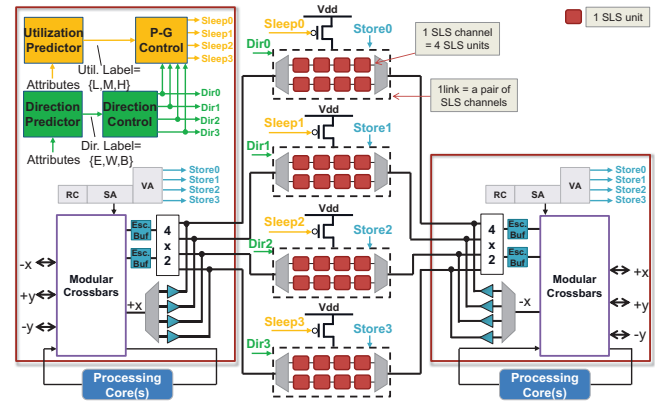 Utilization Predictor
P-G Control
Sleep0
Sleep1
Sleep2
Sleep3
Attributes
Util. Label= {L,M,H}
Direction Predictor
Direction Control
Dir0
Dir1
Dir2
Dir3
Attributes
Dir. Label= {E,W,B}
RC
SA
VA
Store0
Store1
Store2
Store3
Esc. Buf
Esc. Buf
4 x 2
Modular Crossbars
-x
+y
-y
+x
Processing Core(s)
Vdd
Sleep0
Store0
Dir0
Vdd
Sleep1
Store1
Dir1
Vdd
Sleep2
Store2
Dir2
Vdd
Sleep3
Store3
Dir3
1 SLS unit
1 SLS channel = 4 SLS units
1link = a pair of SLS channels
RC
SA
VA
Store0
Store1
Store2
Store3
4 x 2
Esc. Buf
Esc. Buf
Modular Crossbars
-x
+x
+y
-y
Processing Core(s)